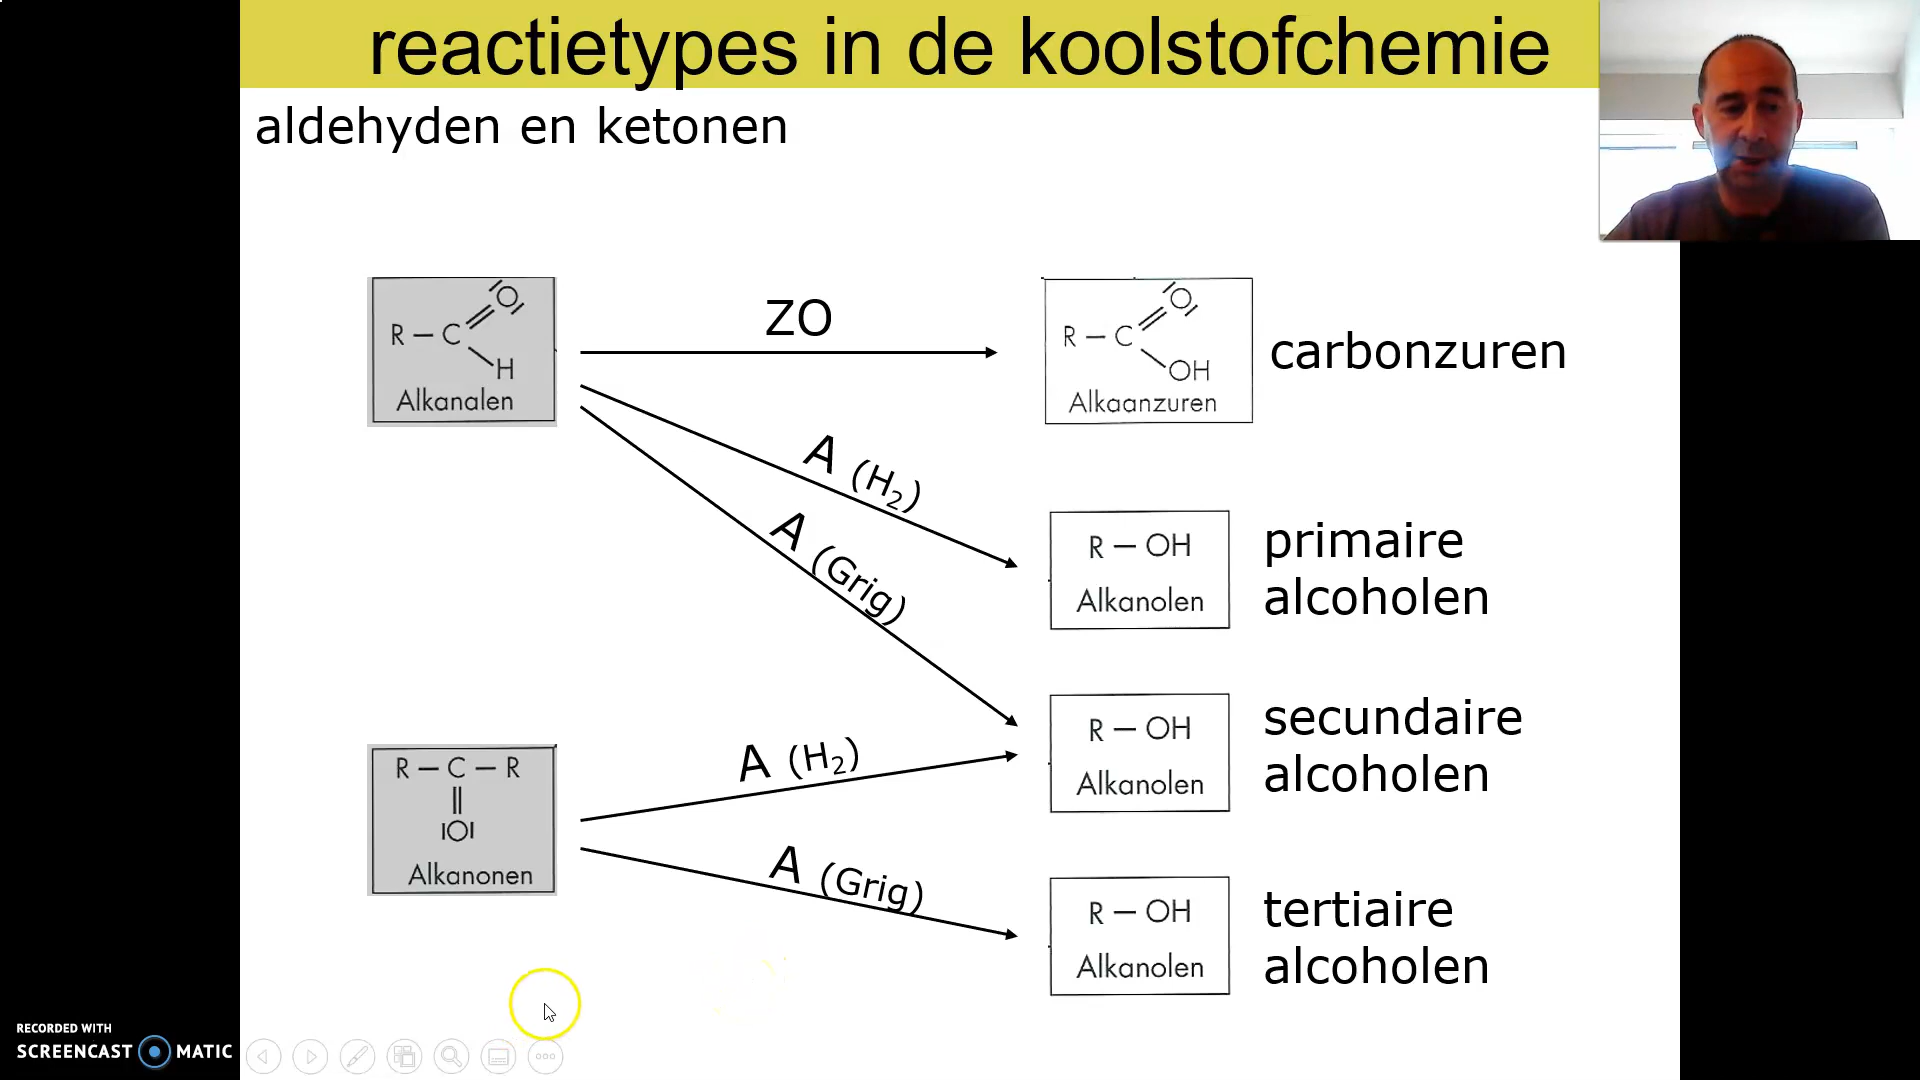 reactietypes in de koolstofchemie
aldehyden en ketonen
R – C
O
H
Alkanalen
ZO
R – C
O
OH
Alkaanzuren
carbonzuren
A (H₂)
A (Grig)
R – OH
Alkanolen
primaire
alcoholen
R – OH
Alkanolen
secundaire
alcoholen
R – C – R
||
|O|
Alkanonen
A (H₂)
A (Grig)
R – OH
Alkanolen
tertiaire
alcoholen
RECORDED WITH
SCREENCAST MATIC